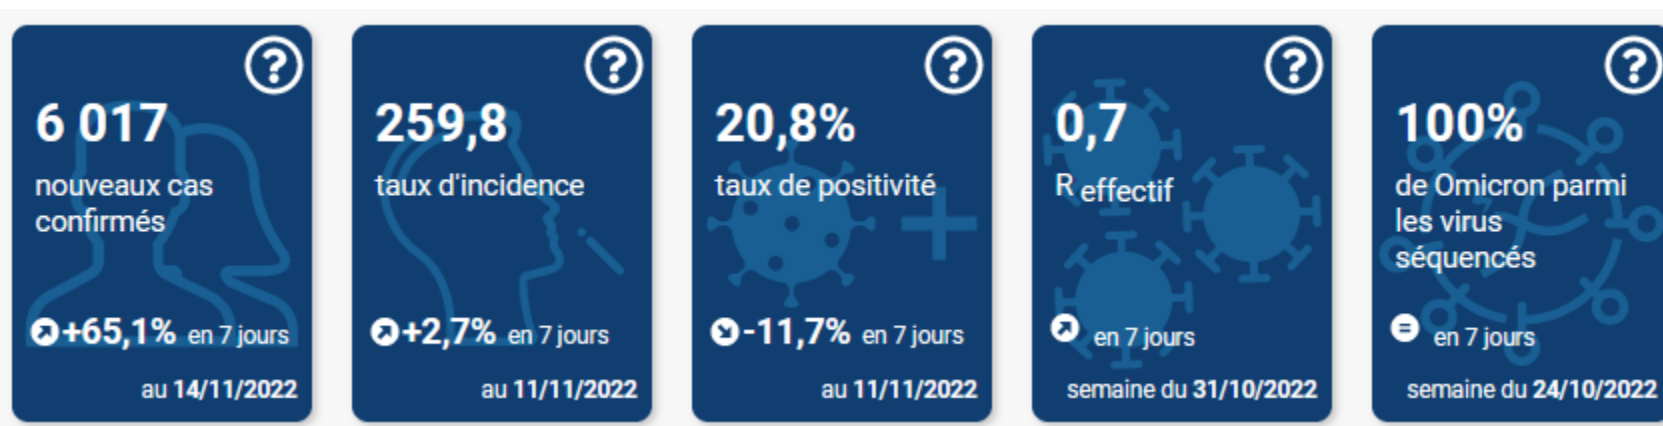 ?
6 017
nouveaux cas
confirmés
+65,1% en 7 jours
au 14/11/2022
?
259,8
taux d'incidence
+2,7% en 7 jours
au 11/11/2022
?
20,8%
taux de positivité
-11,7% en 7 jours
au 11/11/2022
?
0,7
R effectif
en 7 jours
semaine du 31/10/2022
?
100%
de Omicron parmi
les virus
séquencés
= en 7 jours
semaine du 24/10/2022